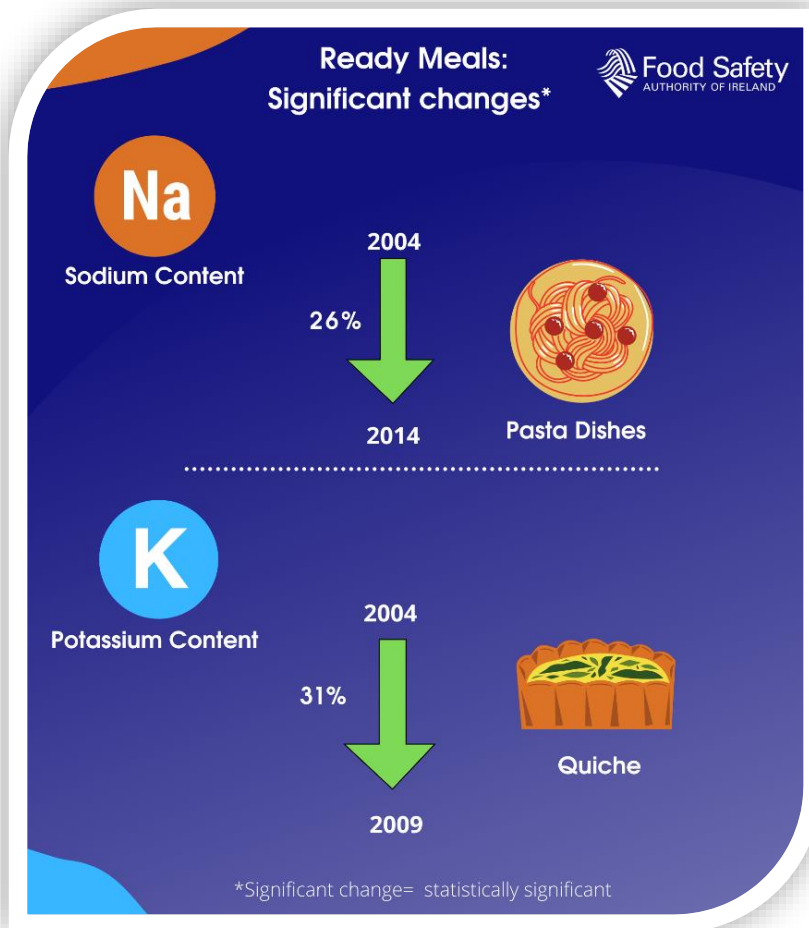 Ready Meals:
Significant changes*
Food Safety
AUTHORITY OF IRELAND
Na
Sodium Content
2004
26%
2014
Pasta Dishes
K
Potassium Content
2004
31%
2009
Quiche
*Significant change= statistically significant